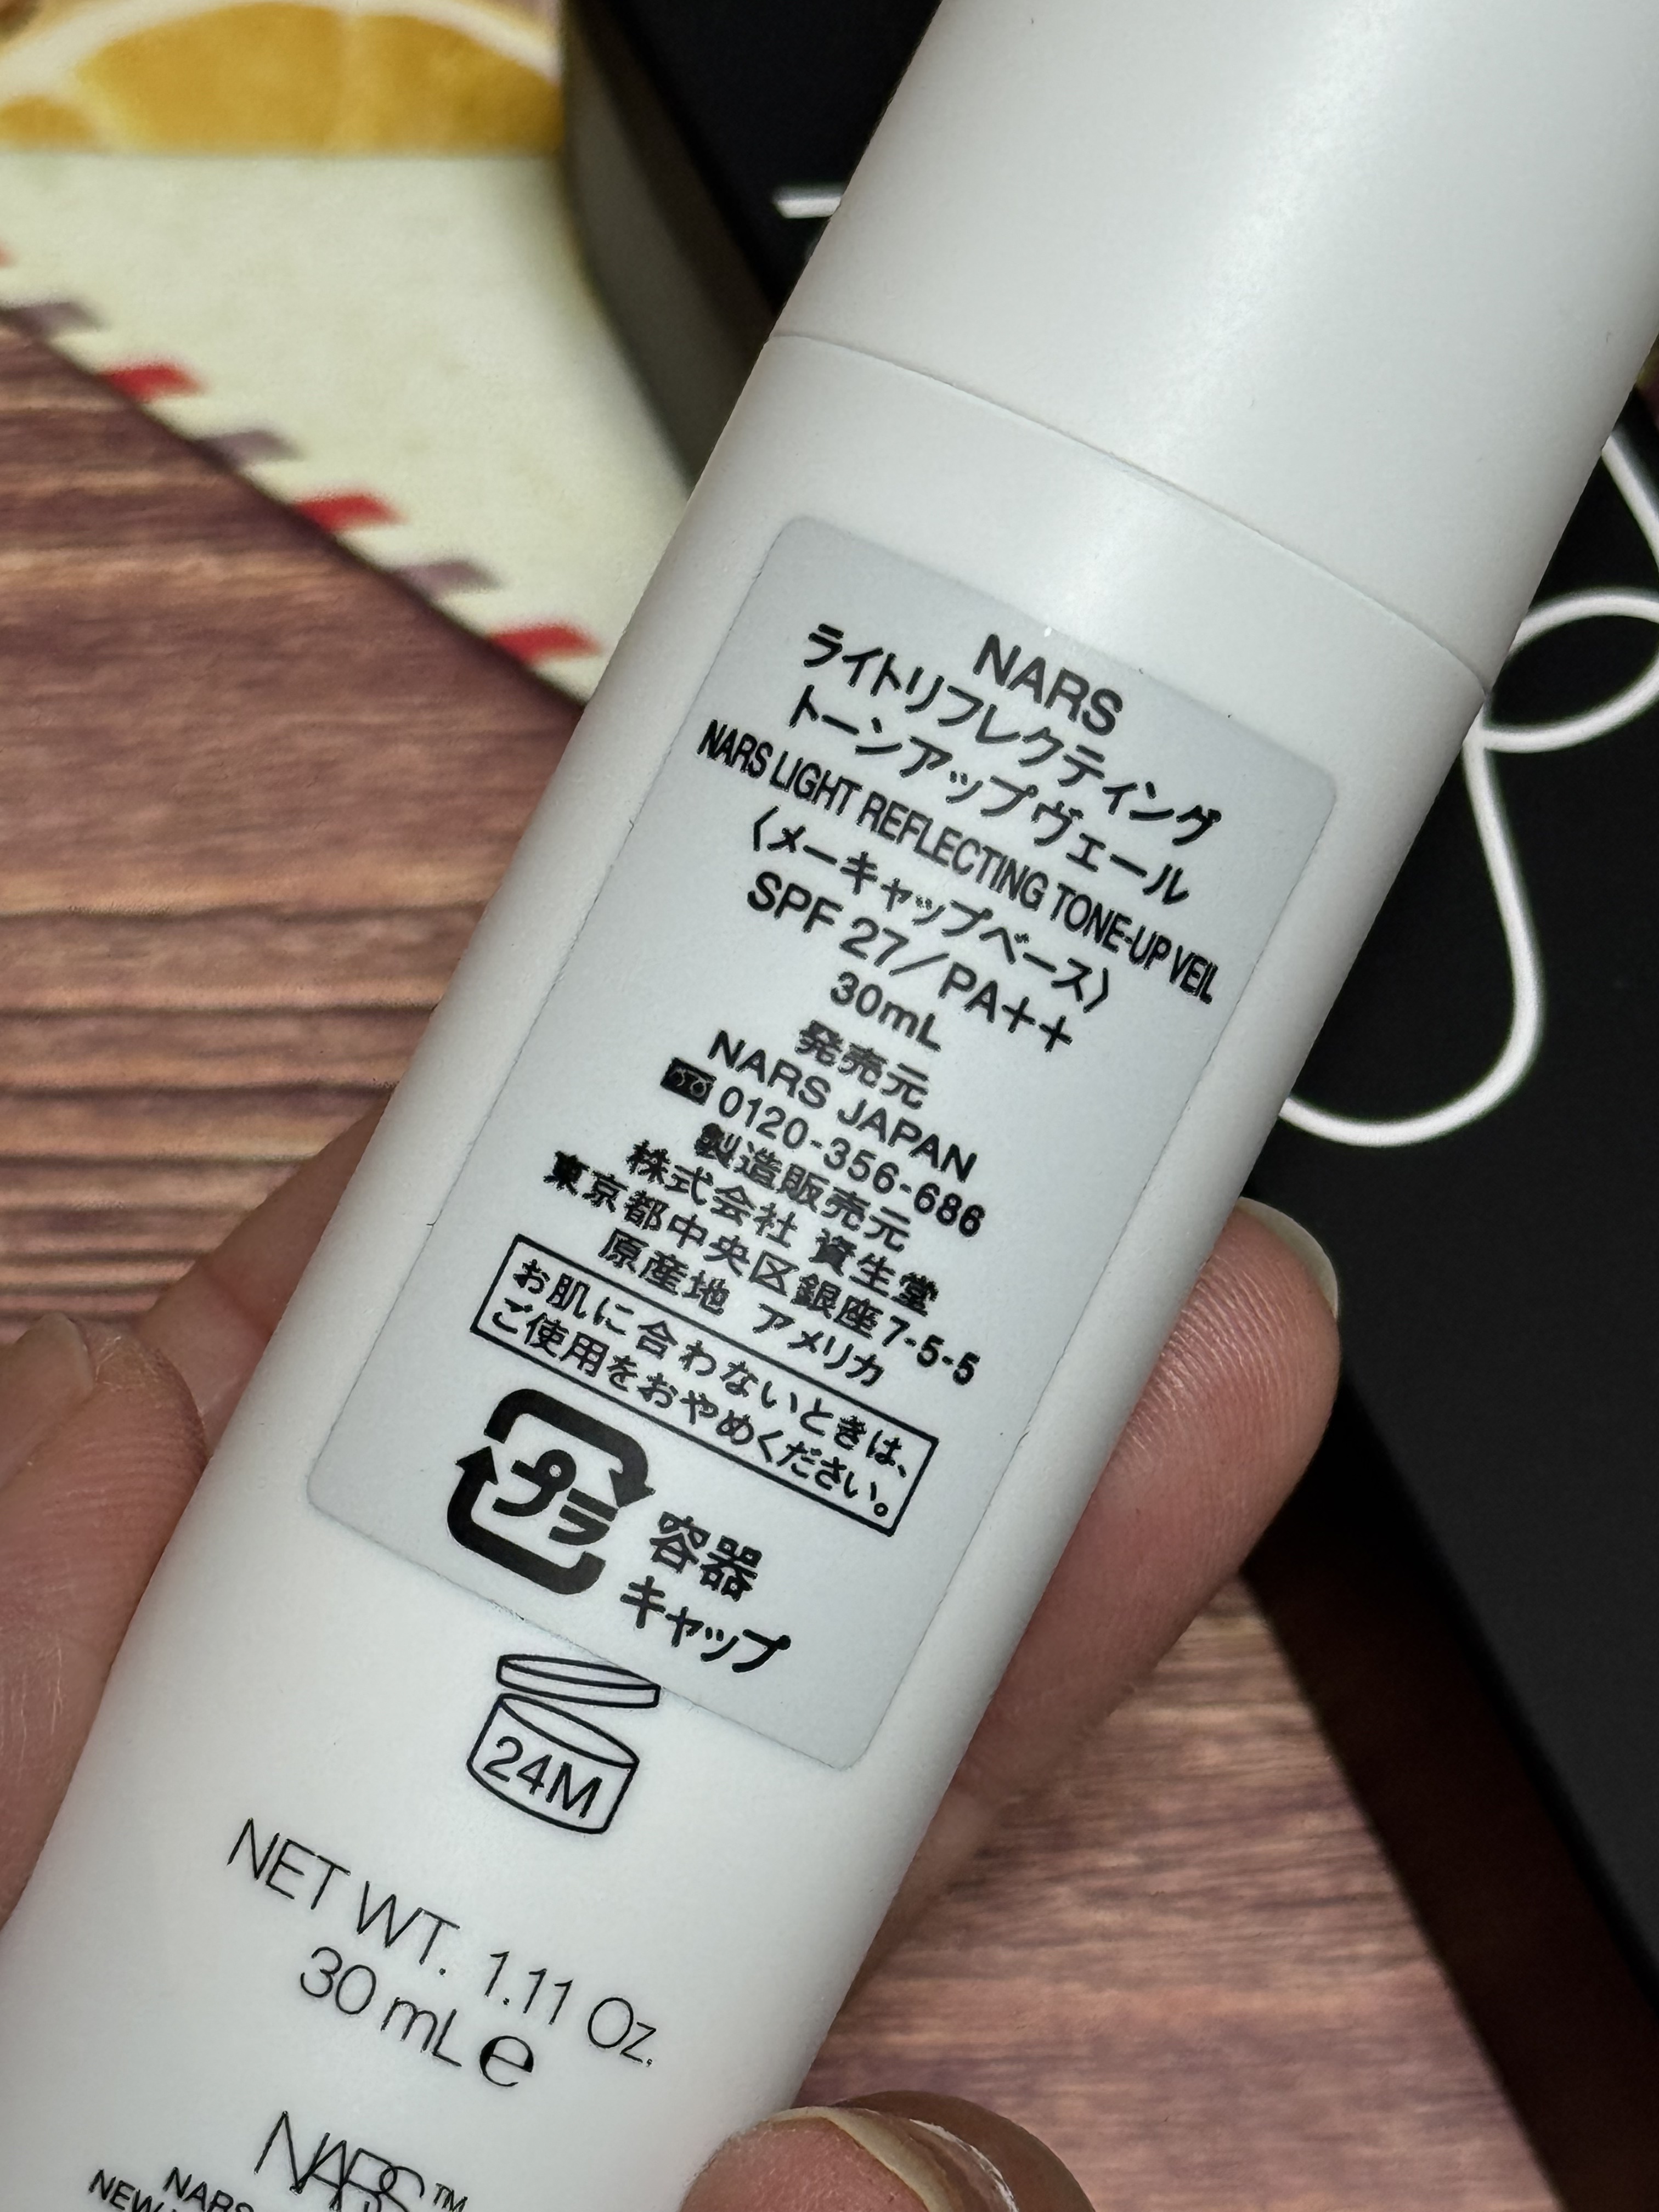 NARS
ライトリフレクティング
トーンアップヴェール
NARS LIGHT REFLECTING TONE-UP VEIL
〈メーキャップベース〉
SPF 27／PA＋＋
30mL
発売元
NARS JAPAN
0120-356-686
製造販売元
株式会社 資生堂
東京都中央区銀座7-5-5
原産地 アメリカ
お肌に合わないときは、
ご使用をおやめください。
プラ
容器
キャップ
24M
NET WT. 1.11 Oz.
30 mL ℮
NARS™
NARS
NEW